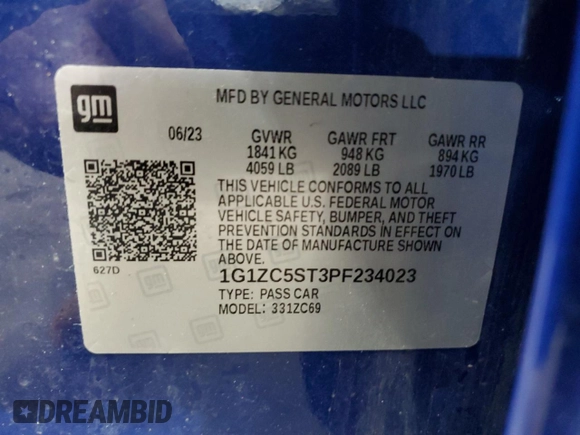 gm
MFD BY GENERAL MOTORS LLC
06/23 GVWR GAWR FRT GAWR RR
1841 KG 948 KG 894 KG
4059 LB 2089 LB 1970 LB
THIS VEHICLE CONFORMS TO ALL
APPLICABLE U.S. FEDERAL MOTOR
VEHICLE SAFETY, BUMPER, AND THEFT
PREVENTION STANDARDS IN EFFECT ON
THE DATE OF MANUFACTURE SHOWN
ABOVE.
627D
1G1ZC5ST3PF234023
TYPE: PASS CAR
MODEL: 331ZC69
DREAMBID